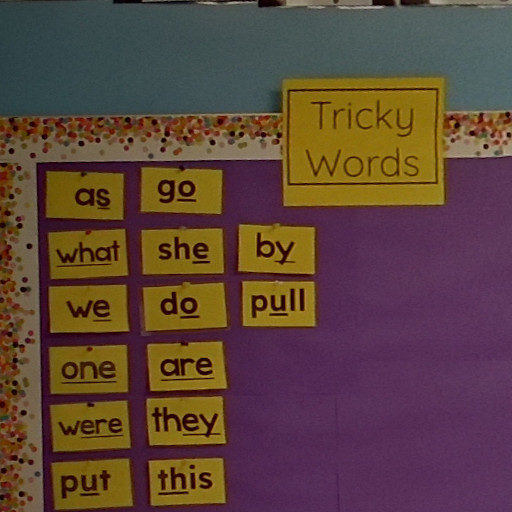 Tricky
Words
as go
what she by
we do pull
one are
were they
put this